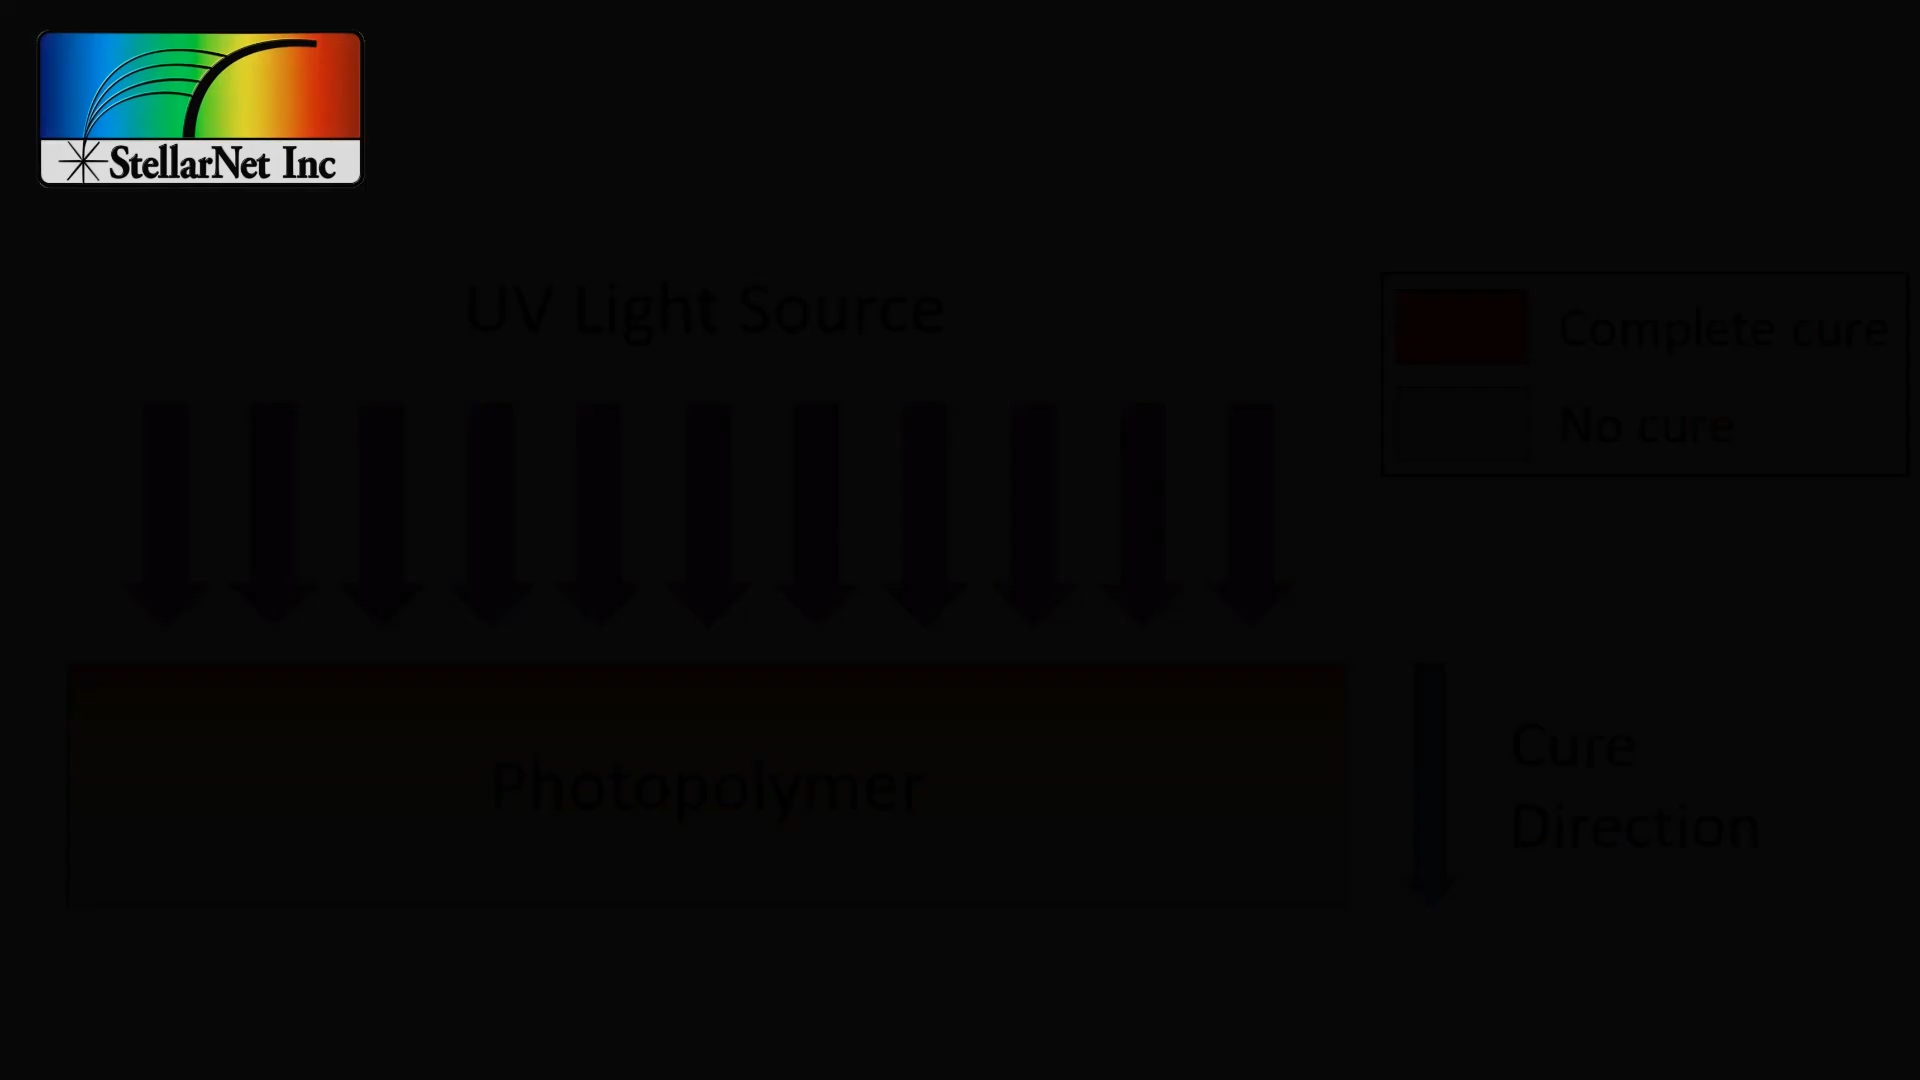 StellarNet Inc
UV Light Source
Complete cure
No cure
Photopolymer
Cure
Direction